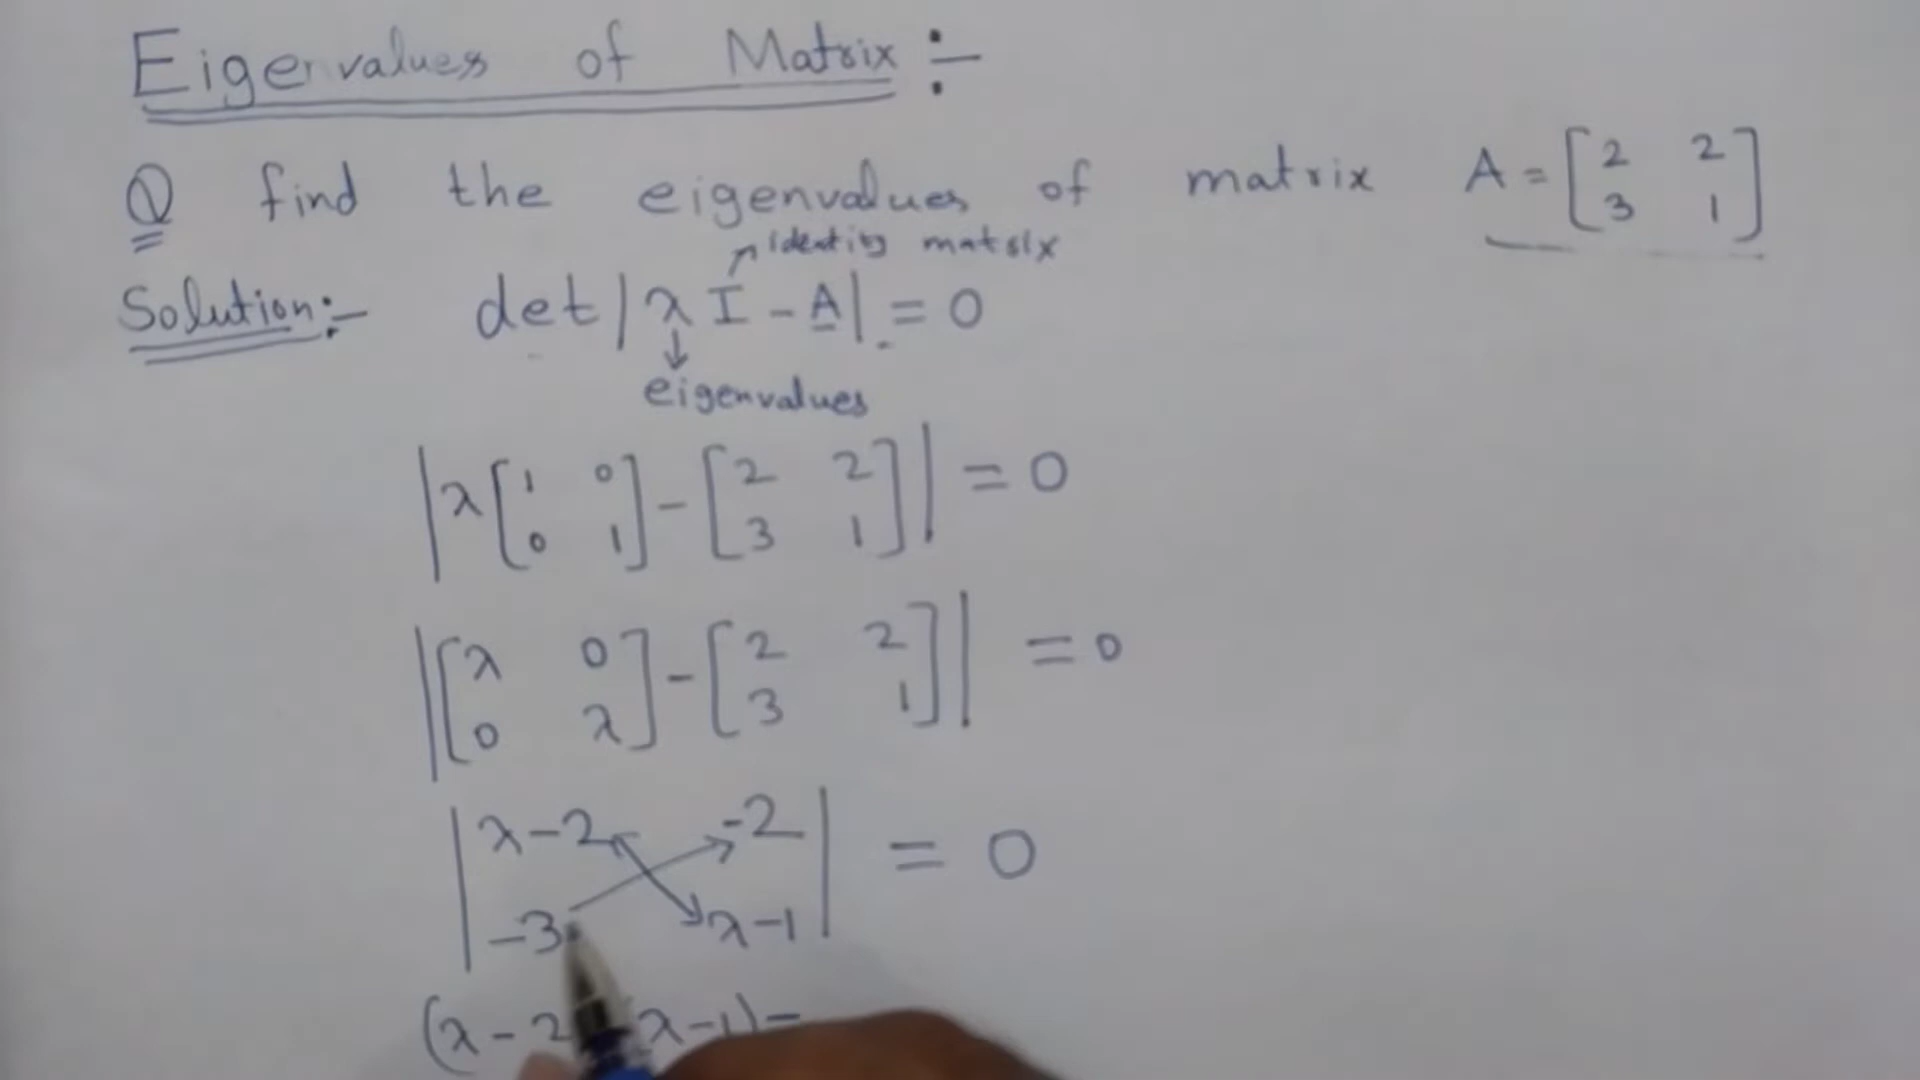 Eigenvalues of Matrix :-
Q find the eigenvalues of matrix A = [2 2; 3 1]
identity matrix
Solution:- det |λI - A| = 0
eigenvalues
|λ[1 0; 0 1] - [2 2; 3 1]| = 0
|[λ 0; 0 λ] - [2 2; 3 1]| = 0
|λ-2 -2; -3 λ-1| = 0
(λ-2 λ-1) -